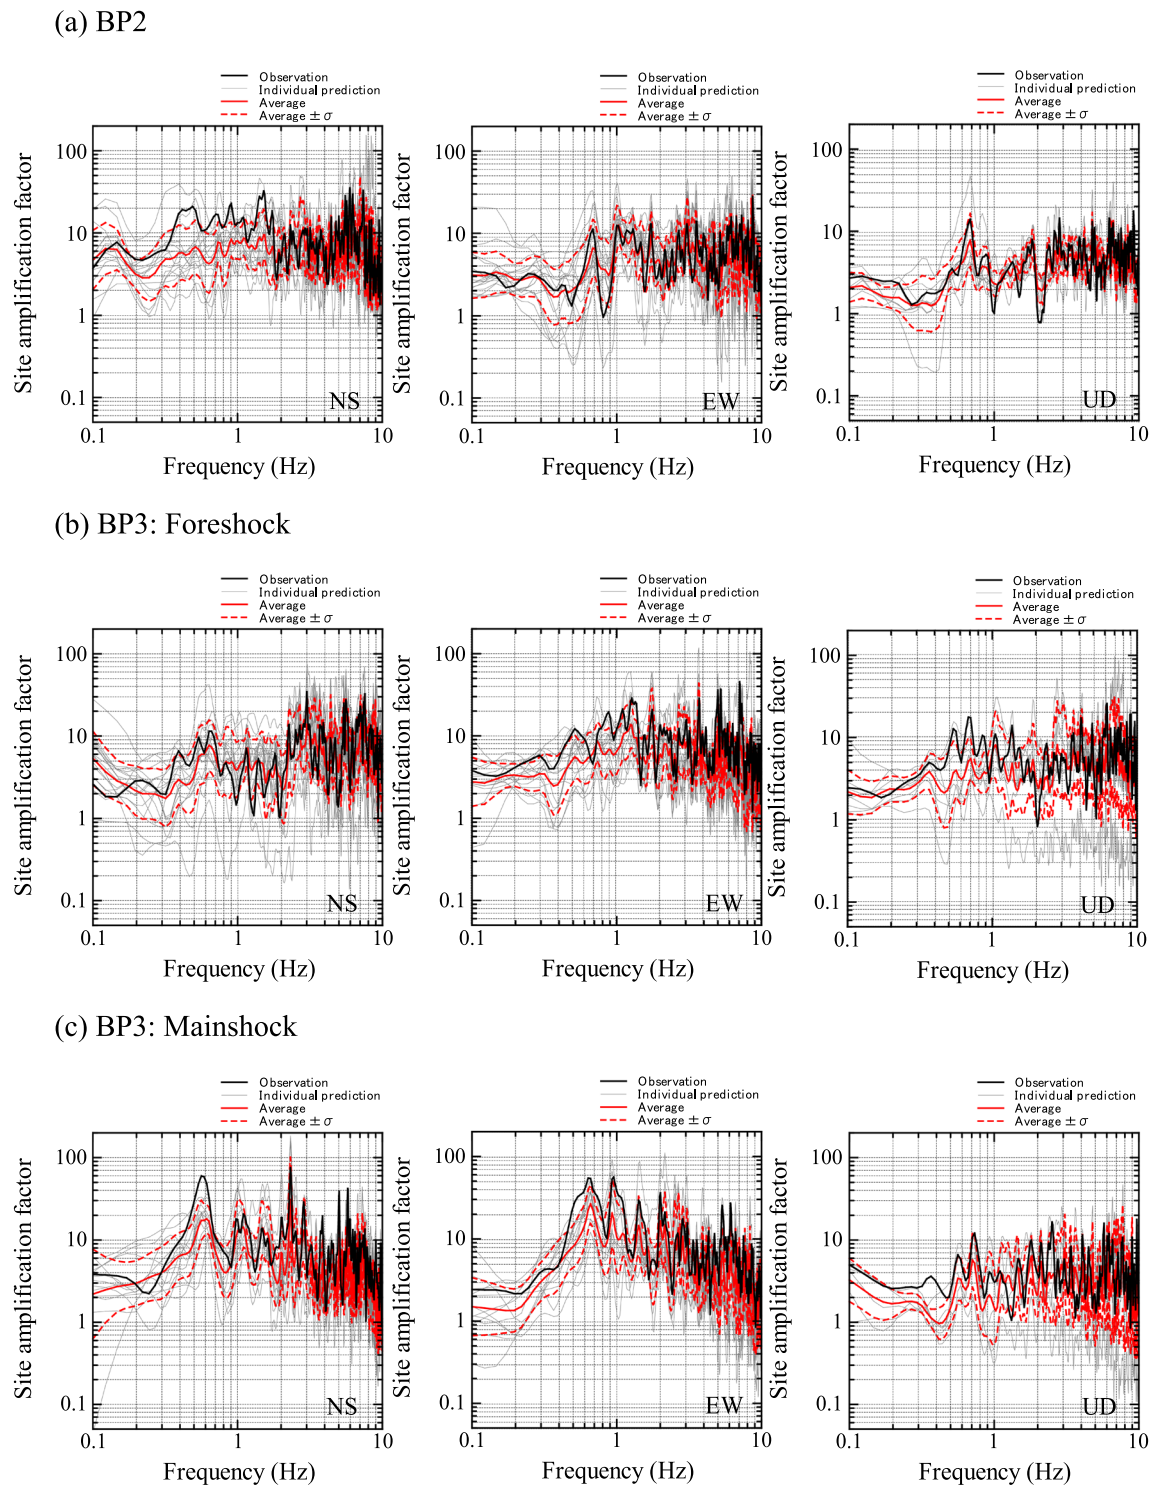 (a) BP2
Observation
Individual prediction
Average
Average ± σ
Site amplification factor
100
10
1
0.1
NS
0.1
1
10
Frequency (Hz)
Observation
Individual prediction
Average
Average ± σ
Site amplification factor
100
10
1
0.1
EW
0.1
1
10
Frequency (Hz)
Observation
Individual prediction
Average
Average ± σ
Site amplification factor
100
10
1
0.1
UD
0.1
1
10
Frequency (Hz)
(b) BP3: Foreshock
Observation
Individual prediction
Average
Average ± σ
Site amplification factor
100
10
1
0.1
NS
0.1
1
10
Frequency (Hz)
Observation
Individual prediction
Average
Average ± σ
Site amplification factor
100
10
1
0.1
EW
0.1
1
10
Frequency (Hz)
Observation
Individual prediction
Average
Average ± σ
Site amplification factor
100
10
1
0.1
UD
0.1
1
10
Frequency (Hz)
(c) BP3: Mainshock
Observation
Individual prediction
Average
Average ± σ
Site amplification factor
100
10
1
0.1
NS
0.1
1
10
Frequency (Hz)
Observation
Individual prediction
Average
Average ± σ
Site amplification factor
100
10
1
0.1
EW
0.1
1
10
Frequency (Hz)
Observation
Individual prediction
Average
Average ± σ
Site amplification factor
100
10
1
0.1
UD
0.1
1
10
Frequency (Hz)